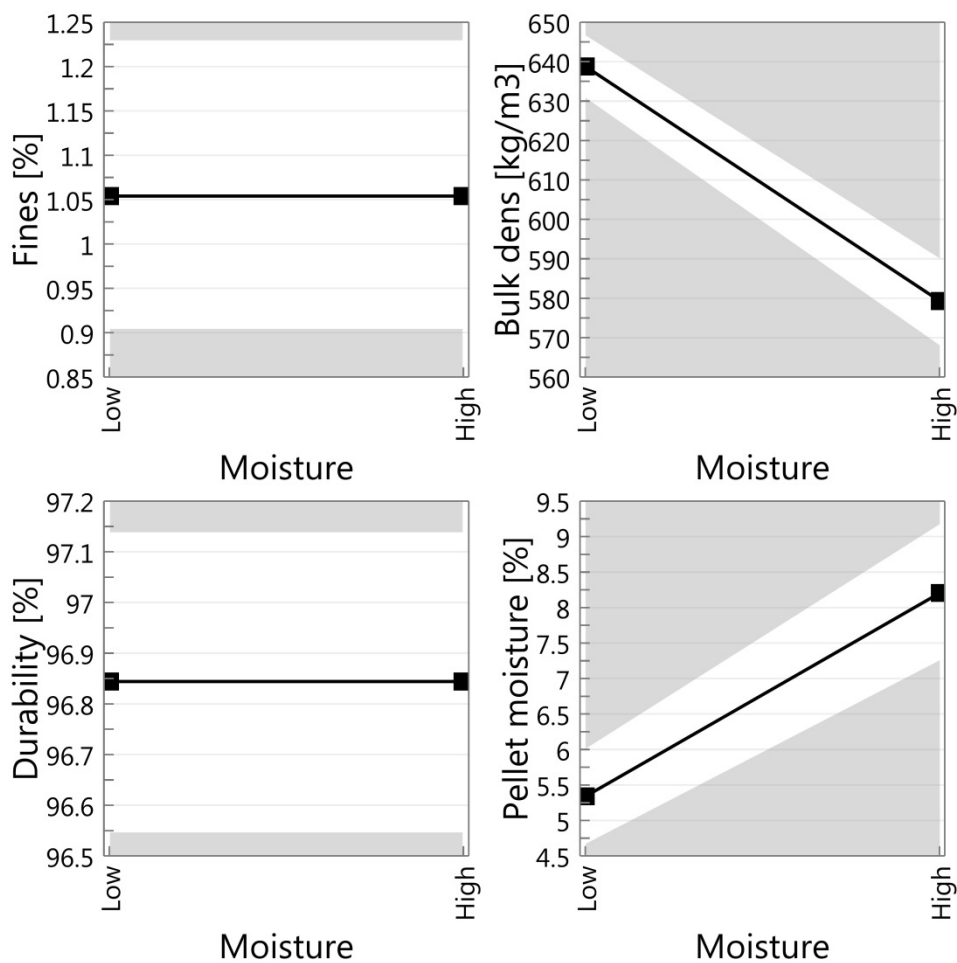 Fines [%]
1.25
1.2
1.15
1.1
1.05
1
0.95
0.9
0.85
Low
High
Moisture
Bulk dens [kg/m3]
650
640
630
620
610
600
590
580
570
560
Low
High
Moisture
Durability [%]
97.2
97.1
97
96.9
96.8
96.7
96.6
96.5
Low
High
Moisture
Pellet moisture [%]
9.5
9
8.5
8
7.5
7
6.5
6
5.5
5
4.5
Low
High
Moisture